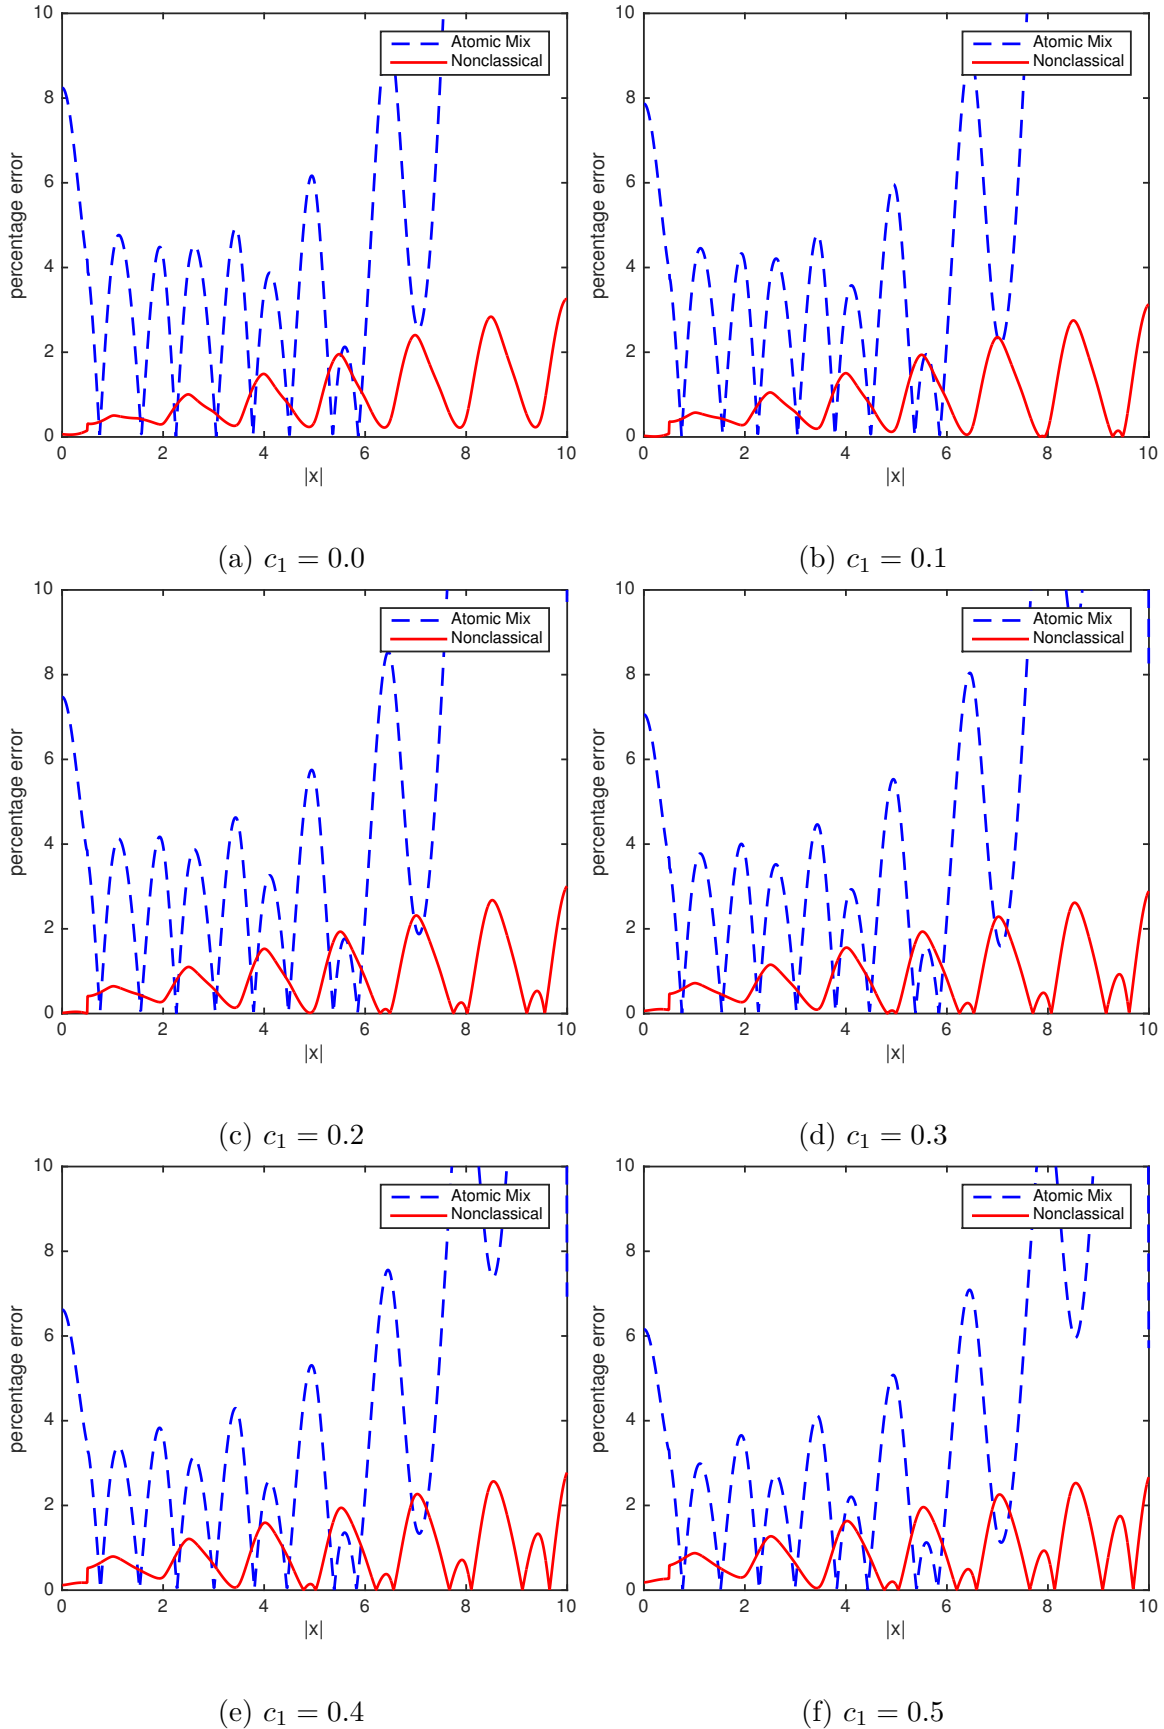 10
8
6
4
2
0
percentage error
Atomic Mix
Nonclassical
0 2 4 6 8 10
|x|
(a) c₁ = 0.0
10
8
6
4
2
0
percentage error
Atomic Mix
Nonclassical
0 2 4 6 8 10
|x|
(b) c₁ = 0.1
10
8
6
4
2
0
percentage error
Atomic Mix
Nonclassical
0 2 4 6 8 10
|x|
(c) c₁ = 0.2
10
8
6
4
2
0
percentage error
Atomic Mix
Nonclassical
0 2 4 6 8 10
|x|
(d) c₁ = 0.3
10
8
6
4
2
0
percentage error
Atomic Mix
Nonclassical
0 2 4 6 8 10
|x|
(e) c₁ = 0.4
10
8
6
4
2
0
percentage error
Atomic Mix
Nonclassical
0 2 4 6 8 10
|x|
(f) c₁ = 0.5